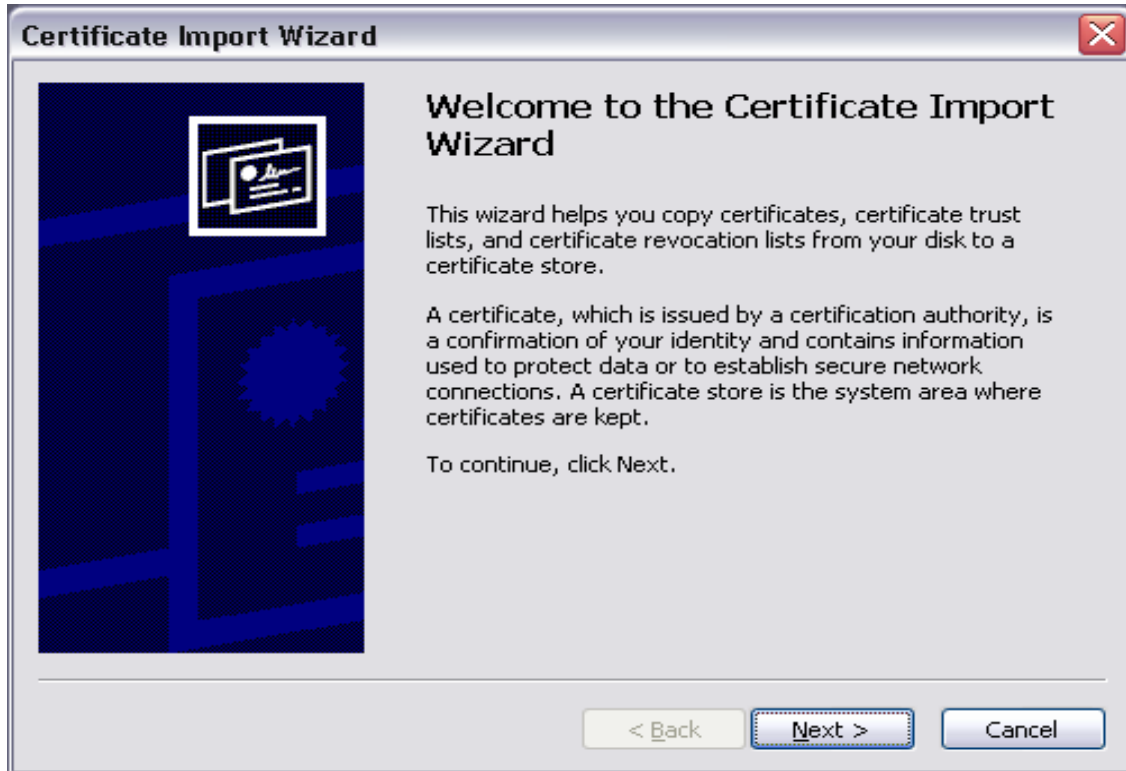 Certificate Import Wizard
Welcome to the Certificate Import
Wizard
This wizard helps you copy certificates, certificate trust
lists, and certificate revocation lists from your disk to a
certificate store.
A certificate, which is issued by a certification authority, is
a confirmation of your identity and contains information
used to protect data or to establish secure network
connections. A certificate store is the system area where
certificates are kept.
To continue, click Next.
< Back Next > Cancel